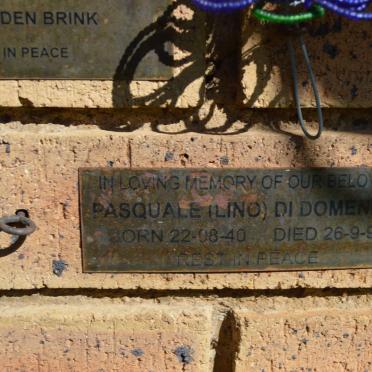 DEN BRINK
IN PEACE
IN LOVING MEMORY OF OUR BELO
PASQUALE (LINO) DI DOMEN
BORN 22-08-40 DIED 26-9-9
REST IN PEACE